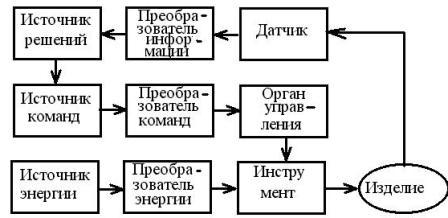 Источник
решений
Преобра-
зователь
инфор-
маций
Датчик
Источник
команд
Преобра-
зователь
команд
Орган
управ-
ления
Источник
энергии
Преобра-
зователь
энергии
Инстру
мент
Изделие